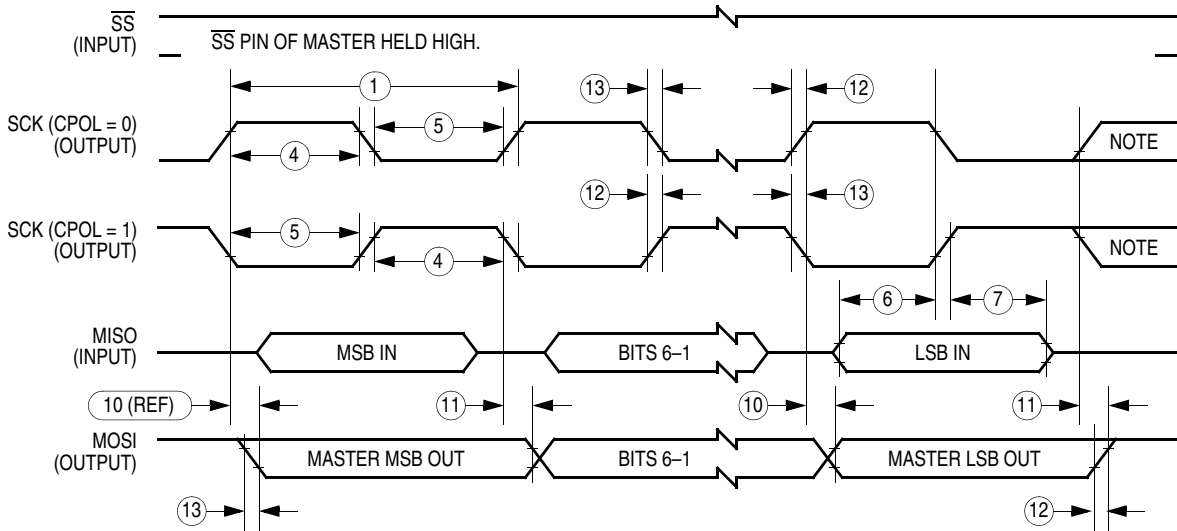 SS
(INPUT)
SS PIN OF MASTER HELD HIGH.
1
13
12
SCK (CPOL = 0)
(OUTPUT)
5
4
NOTE
12
13
SCK (CPOL = 1)
(OUTPUT)
5
4
NOTE
6
7
MISO
(INPUT)
MSB IN
BITS 6–1
LSB IN
10 (REF)
11
10
11
MOSI
(OUTPUT)
MASTER MSB OUT
BITS 6–1
MASTER LSB OUT
13
12